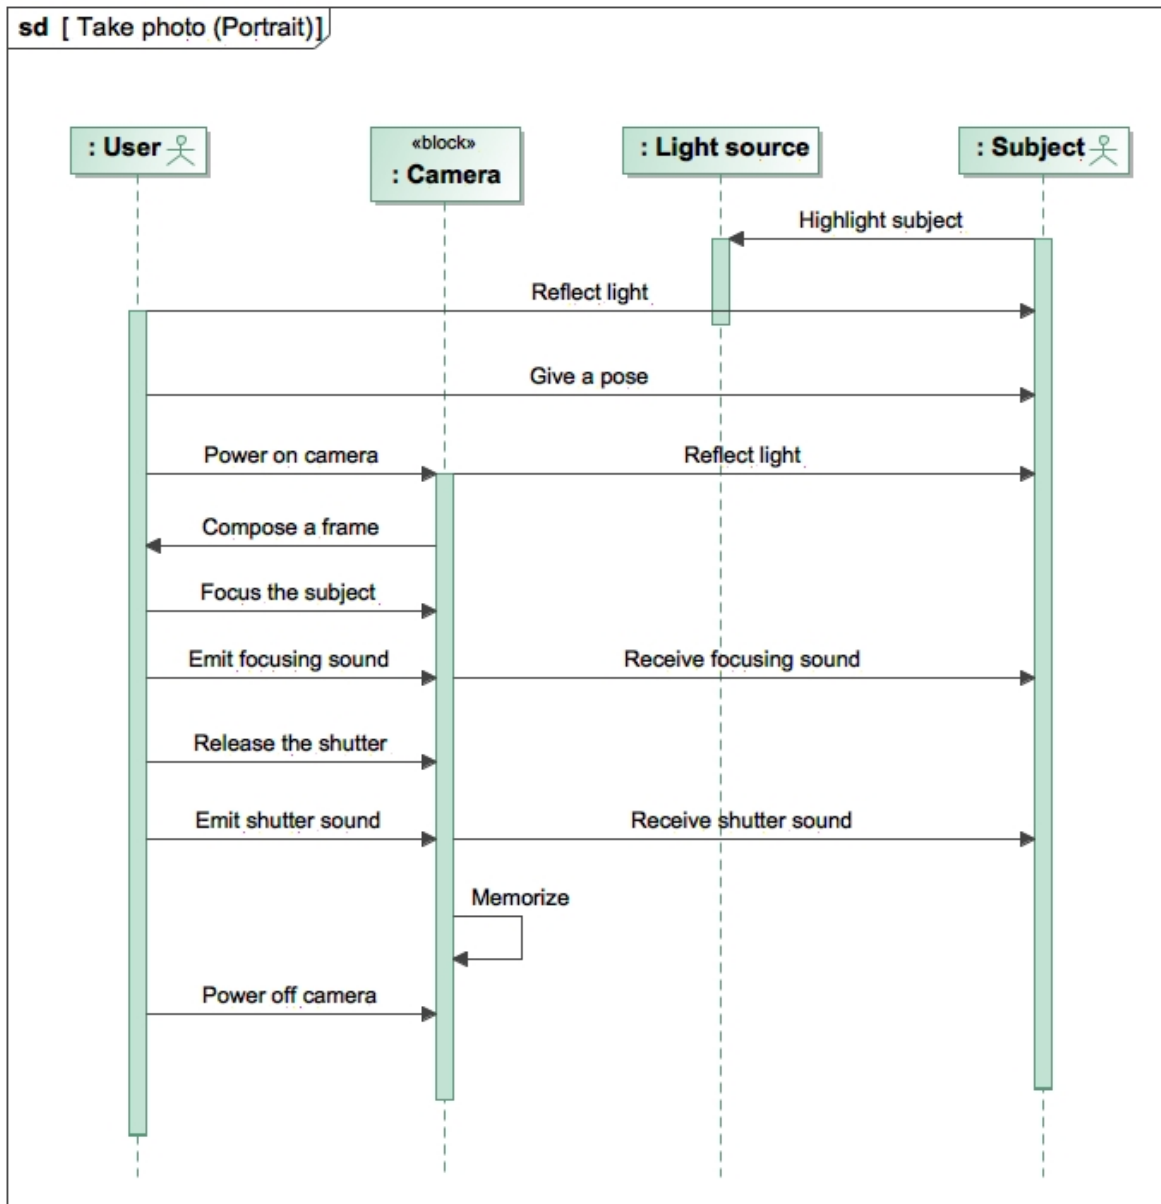 sd [ Take photo (Portrait)]
: User
«block»
: Camera
: Light source
: Subject
Highlight subject
Reflect light
Give a pose
Power on camera
Reflect light
Compose a frame
Focus the subject
Emit focusing sound
Receive focusing sound
Release the shutter
Emit shutter sound
Receive shutter sound
Memorize
Power off camera